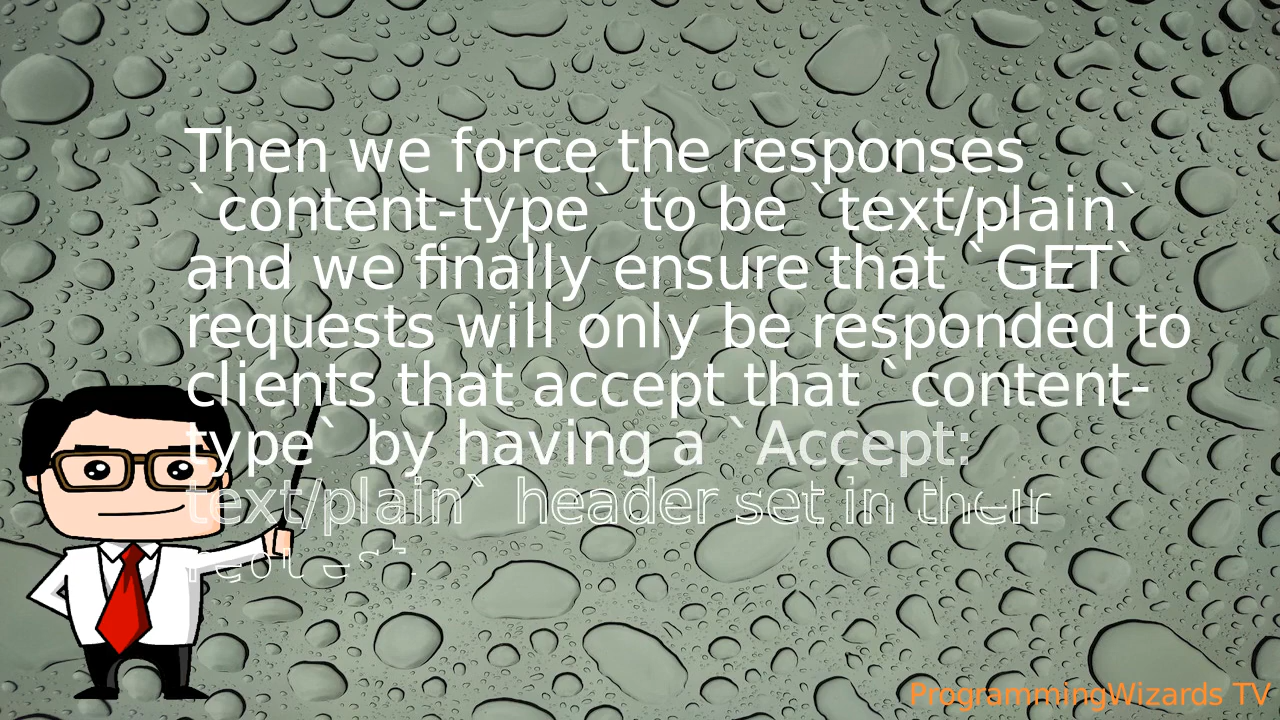 Then we force the responses
`content-type` to be `text/plain`
and we finally ensure that `GET`
requests will only be responded to
clients that accept that `content-
type` by having a `Accept:
text/plain` header set in their
ProgrammingWizards TV